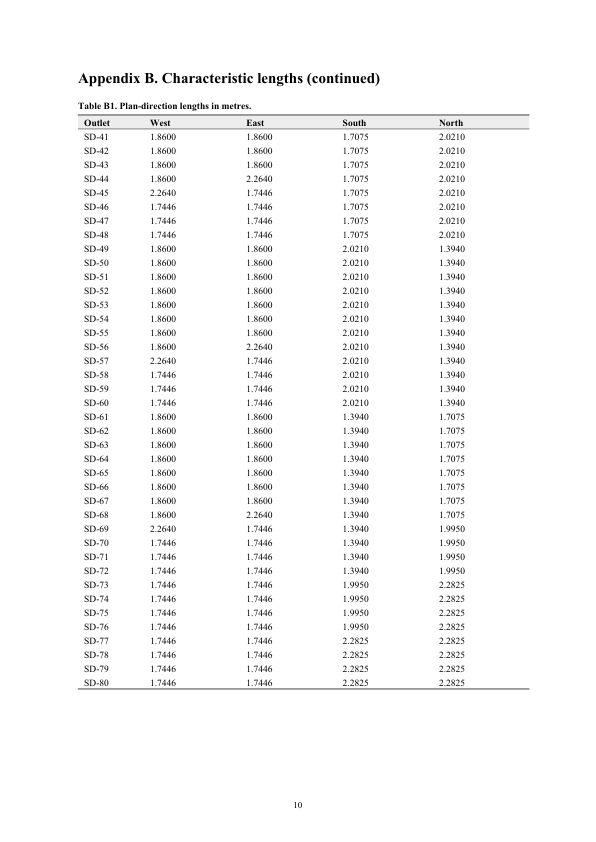 Appendix B. Characteristic lengths (continued)
Table B1. Plan-direction lengths in metres.
Outlet West East South North
SD-41 1.8600 1.8600 1.7075 2.0210
SD-42 1.8600 1.8600 1.7075 2.0210
SD-43 1.8600 1.8600 1.7075 2.0210
SD-44 1.8600 2.2640 1.7075 2.0210
SD-45 2.2640 1.7446 1.7075 2.0210
SD-46 1.7446 1.7446 1.7075 2.0210
SD-47 1.7446 1.7446 1.7075 2.0210
SD-48 1.7446 1.7446 1.7075 2.0210
SD-49 1.8600 1.8600 2.0210 1.3940
SD-50 1.8600 1.8600 2.0210 1.3940
SD-51 1.8600 1.8600 2.0210 1.3940
SD-52 1.8600 1.8600 2.0210 1.3940
SD-53 1.8600 1.8600 2.0210 1.3940
SD-54 1.8600 1.8600 2.0210 1.3940
SD-55 1.8600 1.8600 2.0210 1.3940
SD-56 1.8600 2.2640 2.0210 1.3940
SD-57 2.2640 1.7446 2.0210 1.3940
SD-58 1.7446 1.7446 2.0210 1.3940
SD-59 1.7446 1.7446 2.0210 1.3940
SD-60 1.7446 1.7446 2.0210 1.3940
SD-61 1.8600 1.8600 1.3940 1.7075
SD-62 1.8600 1.8600 1.3940 1.7075
SD-63 1.8600 1.8600 1.3940 1.7075
SD-64 1.8600 1.8600 1.3940 1.7075
SD-65 1.8600 1.8600 1.3940 1.7075
SD-66 1.8600 1.8600 1.3940 1.7075
SD-67 1.8600 1.8600 1.3940 1.7075
SD-68 1.8600 2.2640 1.3940 1.7075
SD-69 2.2640 1.7446 1.3940 1.9950
SD-70 1.7446 1.7446 1.3940 1.9950
SD-71 1.7446 1.7446 1.3940 1.9950
SD-72 1.7446 1.7446 1.3940 1.9950
SD-73 1.7446 1.7446 1.9950 2.2825
SD-74 1.7446 1.7446 1.9950 2.2825
SD-75 1.7446 1.7446 1.9950 2.2825
SD-76 1.7446 1.7446 1.9950 2.2825
SD-77 1.7446 1.7446 2.2825 2.2825
SD-78 1.7446 1.7446 2.2825 2.2825
SD-79 1.7446 1.7446 2.2825 2.2825
SD-80 1.7446 1.7446 2.2825 2.2825
10